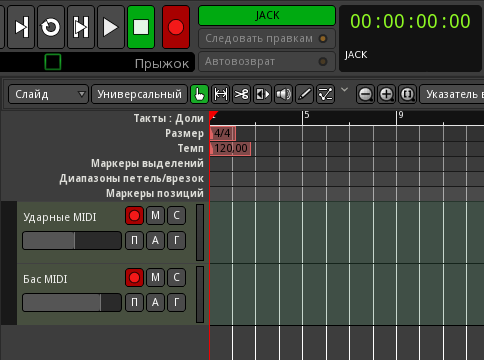 JACK
00:00:00:00
Следовать правкам
JACK
Прыжок
Автовозврат
Слайд
Универсальный
Указатель в
Такты : Доли
5
9
Размер
4/4
Темп
120,00
Маркеры выделений
Диапазоны петель/врезок
Маркеры позиций
Ударные MIDI
M
С
П
А
Г
Бас MIDI
M
С
П
А
Г